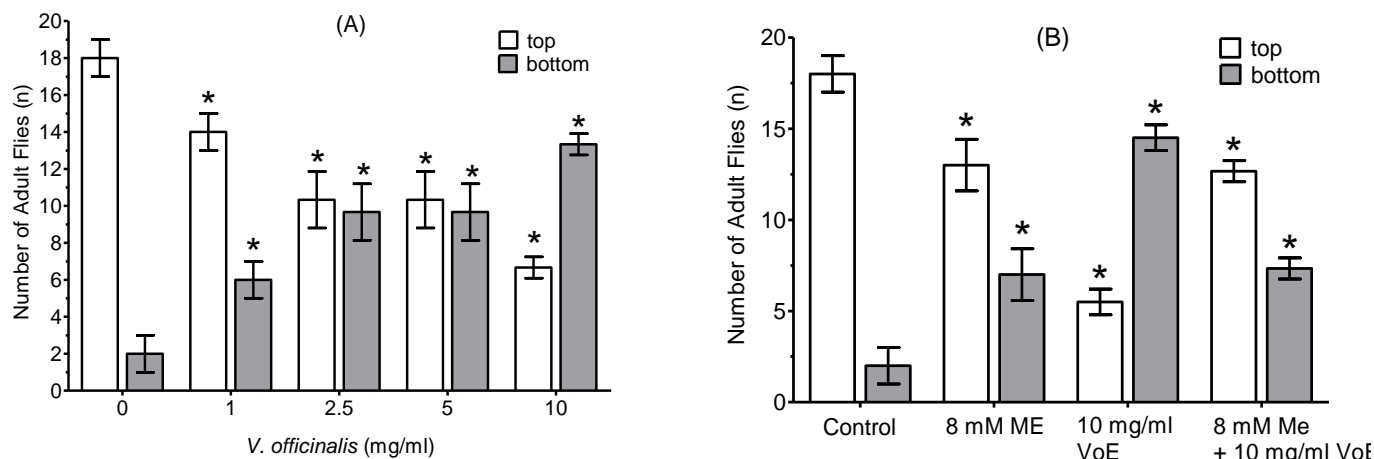 (A)
top
bottom
Number of Adult Flies (n)
20
18
16
14
12
10
8
6
4
2
0
* * * * * * * *
0 1 2.5 5 10
V. officinalis (mg/ml)
(B)
top
bottom
Number of Adult Flies (n)
20
15
10
5
0
* * * * * *
Control 8 mM ME 10 mg/ml 8 mM Me
VoE + 10 mg/ml VoE